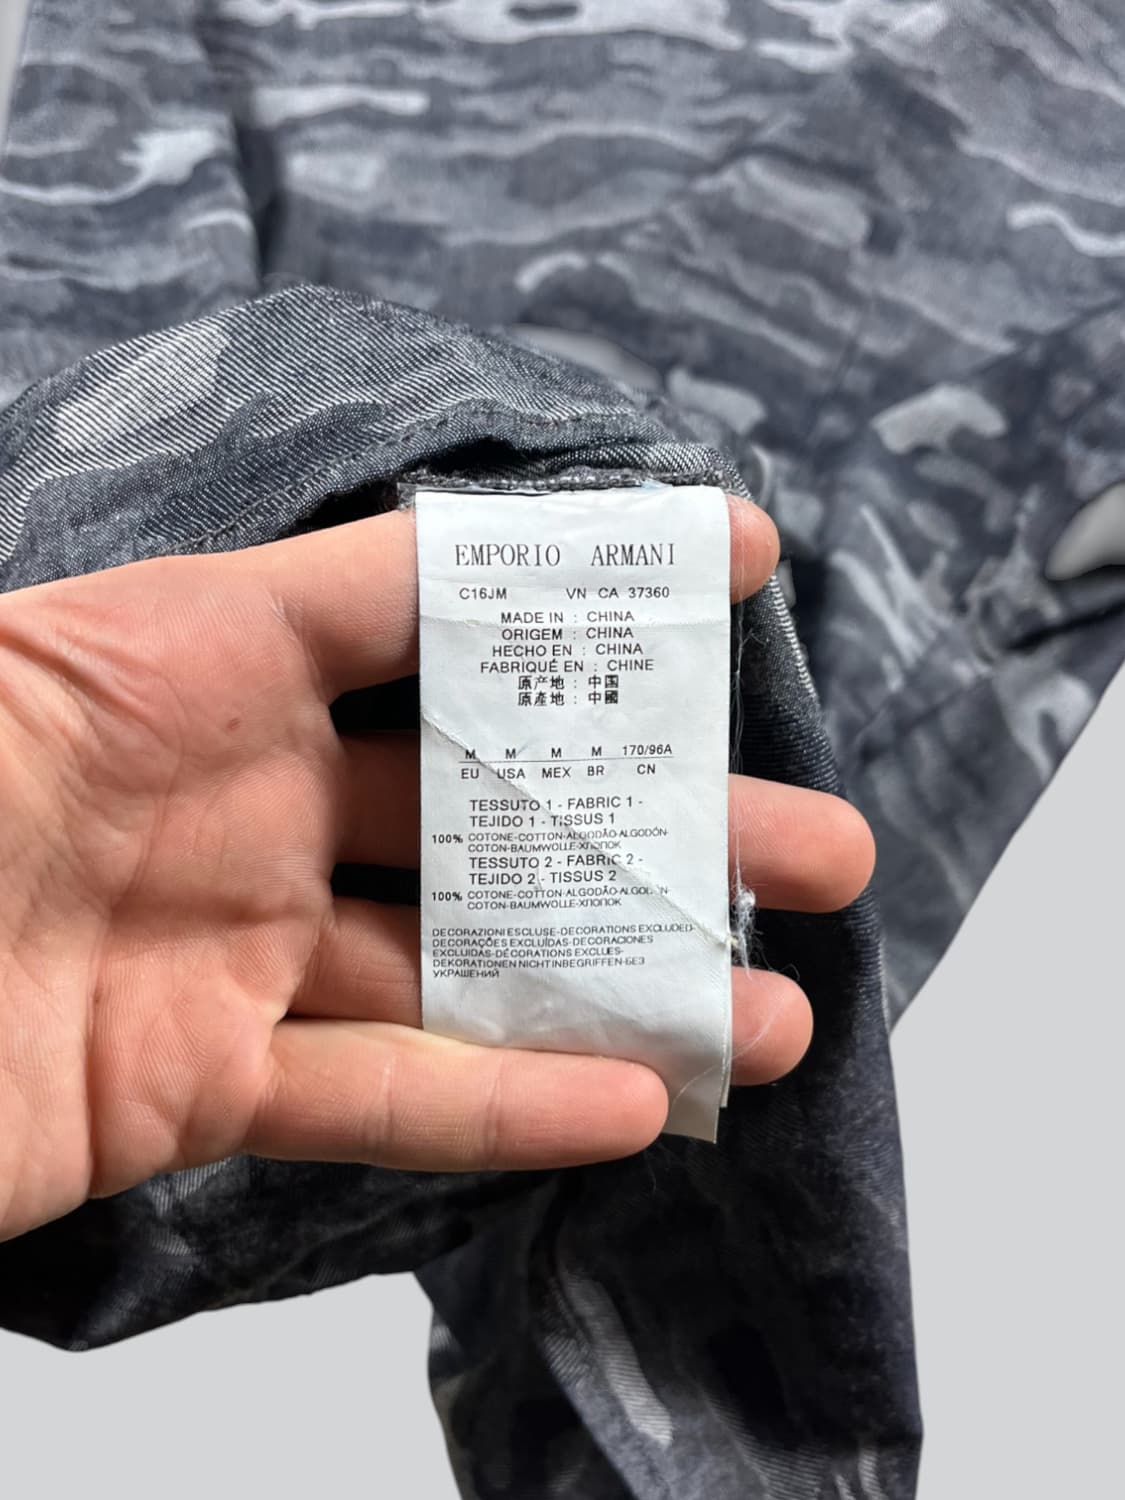 EMPORIO ARMANI
C16JM VN CA 37360
MADE IN : CHINA
ORIGEM : CHINA
HECHO EN : CHINA
FABRIQUÉ EN : CHINE
原产地 : 中国
原產地 : 中國
M M M M 170/96A
EU USA MEX BR CN
TESSUTO 1 - FABRIC 1 -
TEJIDO 1 - TISSUS 1
100% COTONE-COTTON-ALGODÃO-ALGODÓN-
COTON-BAUMWOLLE-ХЛОПОК
TESSUTO 2 - FABRIC 2 -
TEJIDO 2 - TISSUS 2
100% COTONE-COTTON-ALGODÃO-ALGODÓN-
COTON-BAUMWOLLE-ХЛОПОК
DECORAZIONI ESCLUSE-DECORATIONS EXCLUDED-
DECORAÇÕES EXCLUÍDAS-DECORACIONES
EXCLUIDAS-DÉCORATIONS EXCLUES-
DEKORATIONEN NICHT INBEGRIFFEN-БЕЗ
УКРАШЕНИЙ